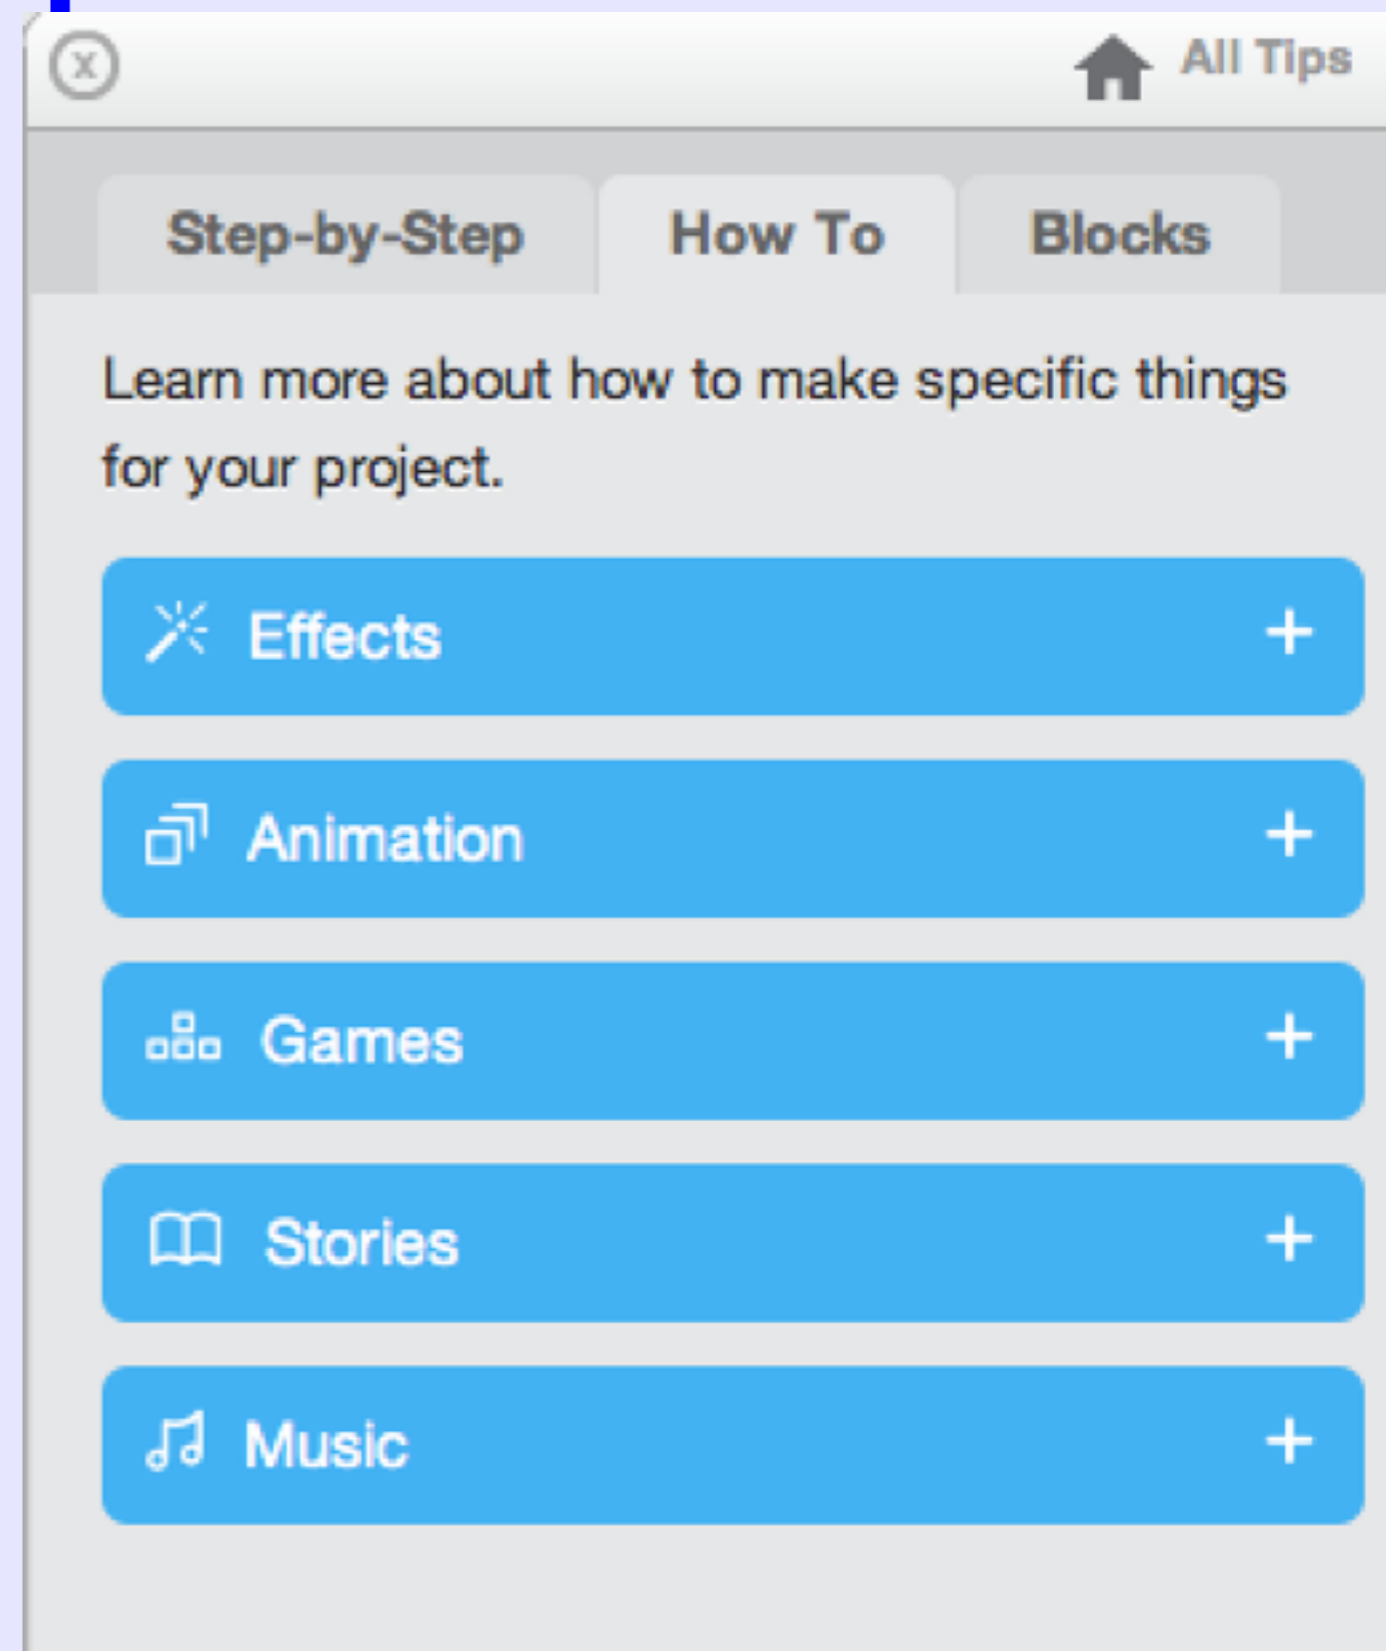 All Tips
Step-by-Step How To Blocks
Learn more about how to make specific things
for your project.
Effects +
Animation +
Games +
Stories +
Music +